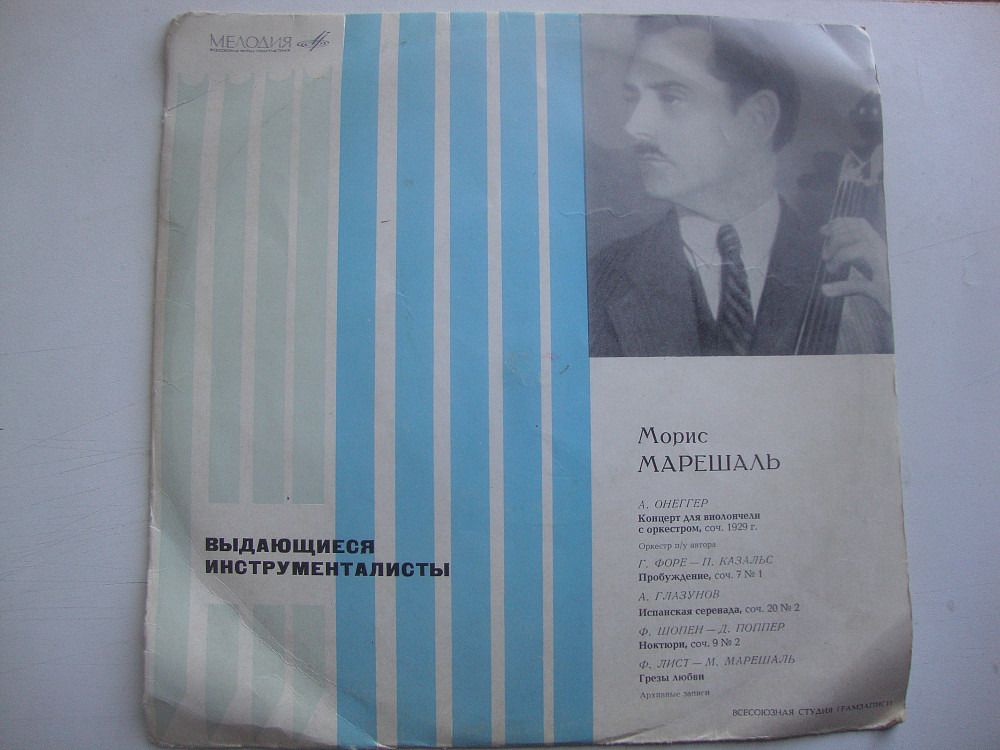 МЕЛОДИЯ
ВЫДАЮЩИЕСЯ
ИНСТРУМЕНТАЛИСТЫ
Морис
МАРЕШАЛЬ
А. ОНЕГГЕР
Концерт для виолончели
с оркестром, соч. 1929 г.
Оркестр п/у автора
Г. ФОРЕ — П. КАЗАЛЬС
Пробуждение, соч. 7 № 1
А. ГЛАЗУНОВ
Испанская серенада, соч. 20 № 2
Ф. ШОПЕН — Д. ПОППЕР
Ноктюрн, соч. 9 № 2
Ф. ЛИСТ — М. МАРЕШАЛЬ
Грезы любви
Архивные записи
ВСЕСОЮЗНАЯ СТУДИЯ ГРАМЗАПИСИ